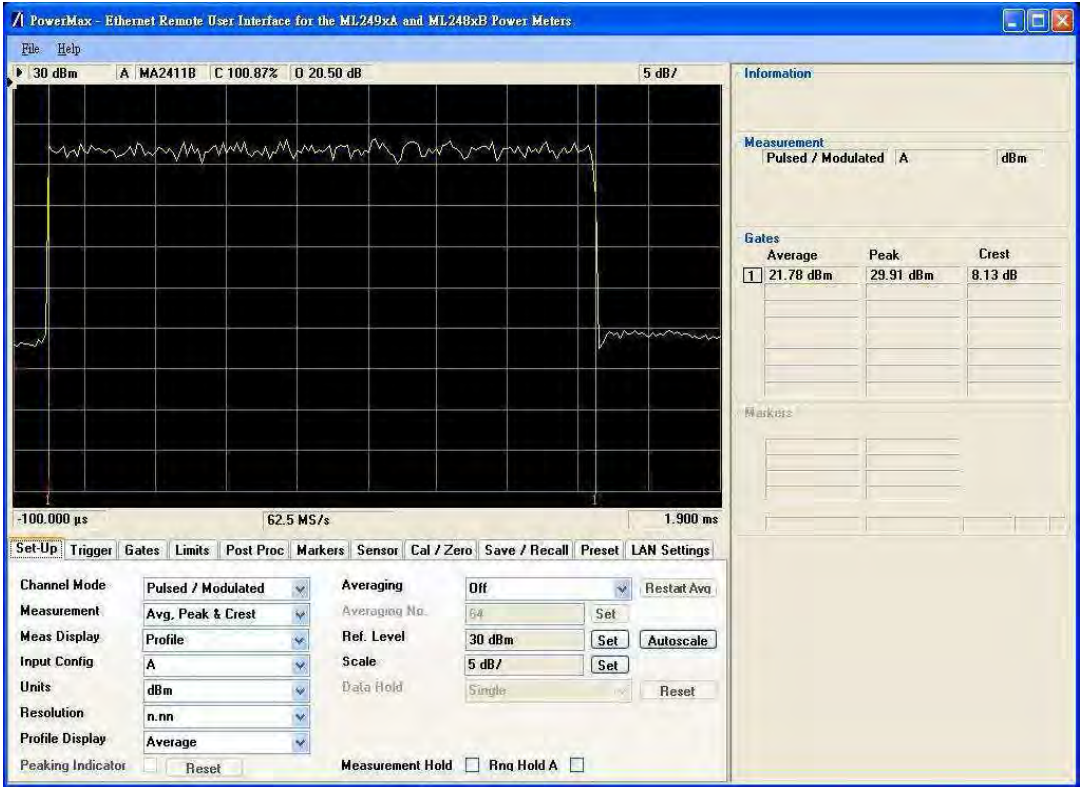 PowerMax - Ethernet Remote User Interface for the ML249xA and ML248xB Power Meters
File Help
30 dBm A MA2411B C 100.87% O 20.50 dB 5 dB/
1 1
-100.000 µs 62.5 MS/s 1.900 ms
Set-Up Trigger Gates Limits Post Proc Markers Sensor Cal / Zero Save / Recall Preset LAN Settings
Channel Mode Pulsed / Modulated Averaging Off Restart Avg
Measurement Avg, Peak & Crest Averaging No. 64 Set
Meas Display Profile Ref. Level 30 dBm Set Autoscale
Input Config A Scale 5 dB/ Set
Units dBm Data Hold Single Reset
Resolution n.nn
Profile Display Average
Peaking Indicator Reset Measurement Hold Rng Hold A
Information
Measurement
Pulsed / Modulated A dBm
Gates
Average Peak Crest
1 21.78 dBm 29.91 dBm 8.13 dB
Markers